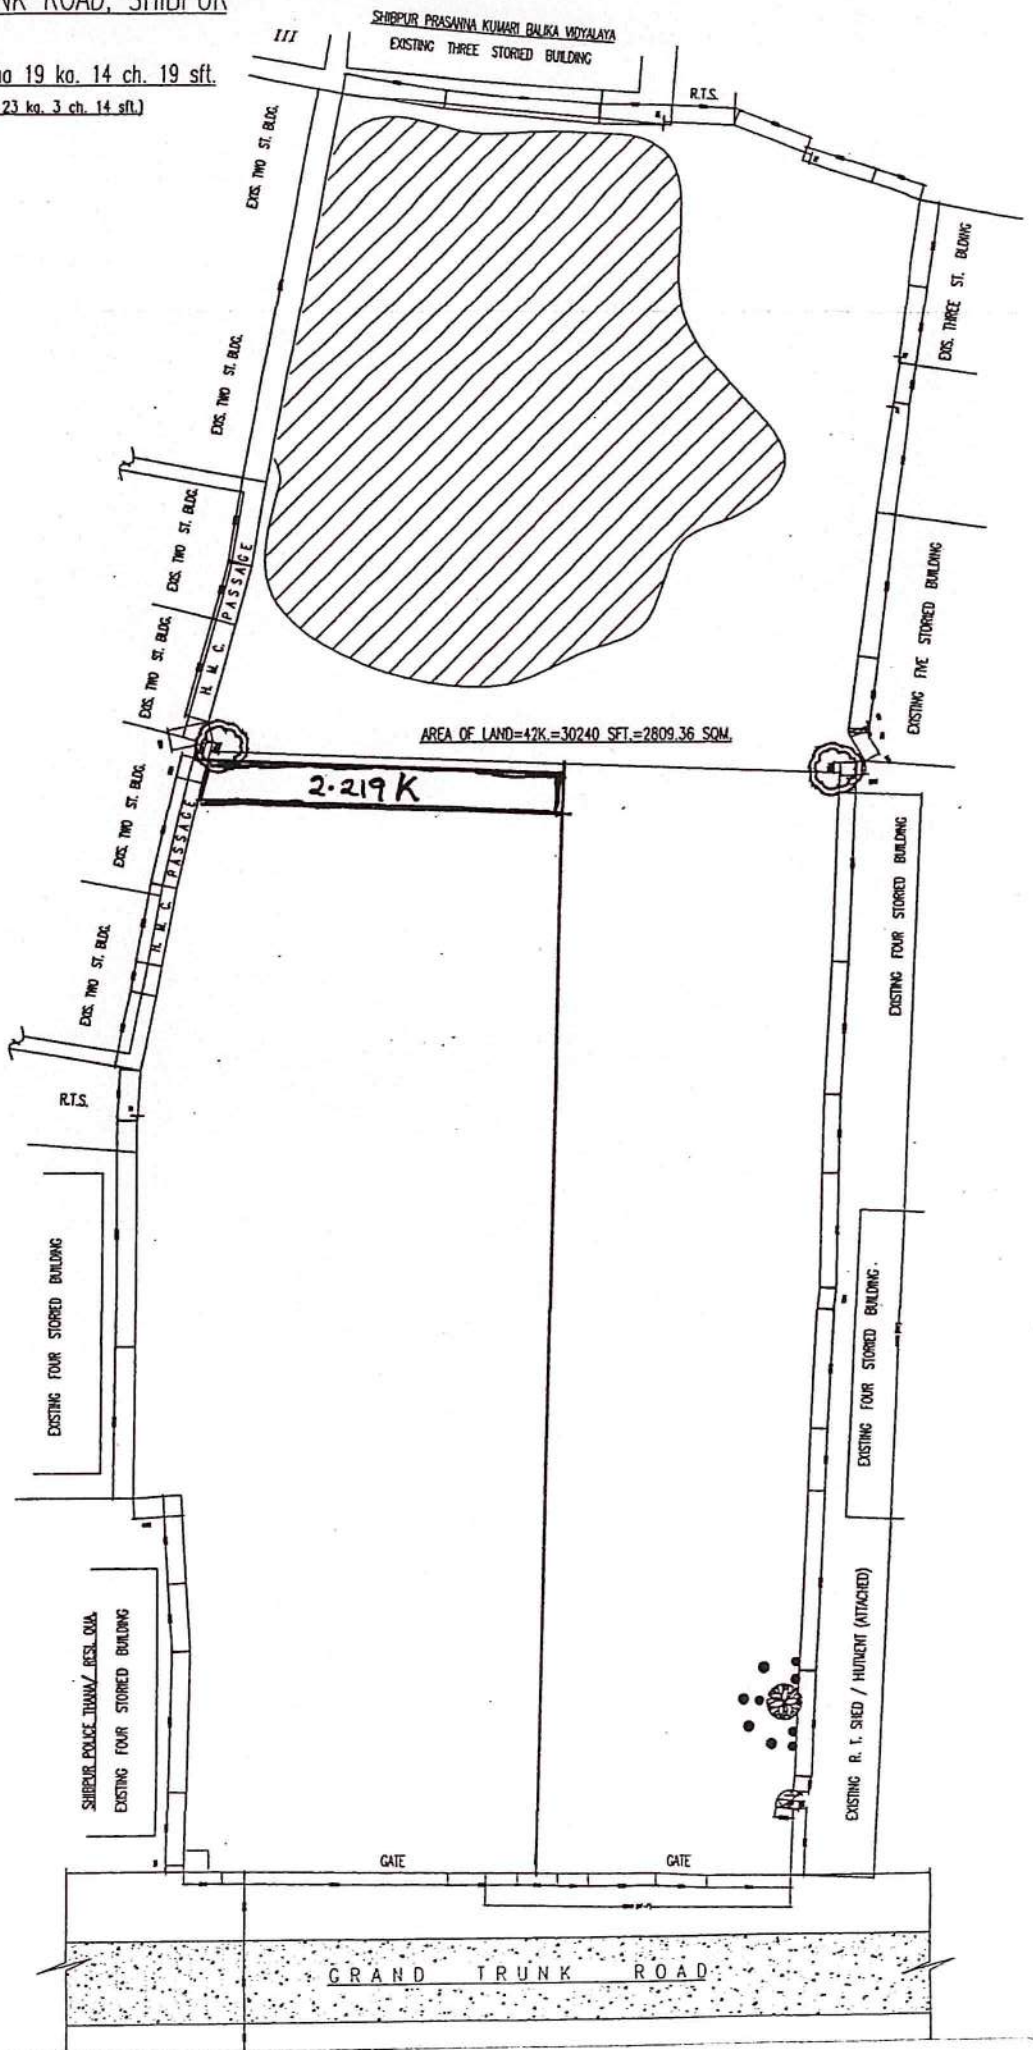 NK ROAD, SHIBPUR
19 ko. 14 ch. 19 sft.
23 ko. 3 ch. 14 sft.)
SHIBPUR PRASANNA KUMARI BALIKA VIDYALAYA
EXISTING THREE STORIED BUILDING
III
R.T.S.
EXIS. TWO ST. BLDG.
EXIS. TWO ST. BLDG.
EXIS. THREE ST. BLDING
EXIS. TWO ST. BLDG.
H. M. C. PASSAGE
EXIS. TWO ST. BLDG.
EXISTING FIVE STORIED BUILDING
AREA OF LAND=42K.=30240 SFT.=2809.36 SQM.
2.219 K
EXIS. TWO ST. BLDG.
H. M. C. PASSAGE
EXIS. TWO ST. BLDG.
EXISTING FOUR STORIED BUILDING
R.T.S.
EXISTING FOUR STORIED BUILDING
EXISTING FOUR STORIED BUILDING.
SHIBPUR POLICE THANA/ RESI. QUA.
EXISTING FOUR STORIED BUILDING
EXISTING R. T. SHED / HUTMENT (ATTACHED)
GATE
GATE
GRAND TRUNK ROAD